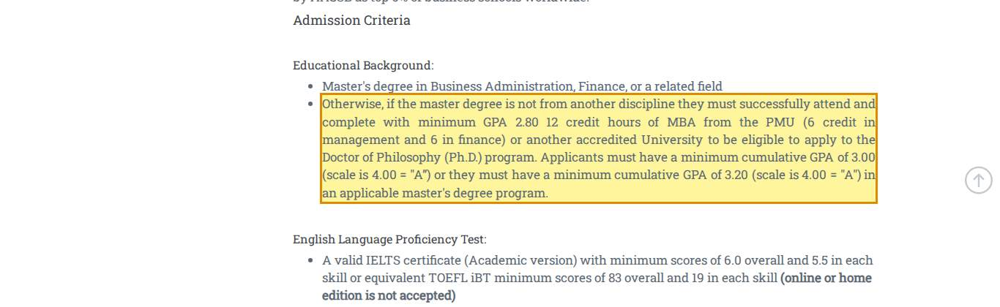 by AACSB as top 6% of business schools worldwide.
Admission Criteria
Educational Background:
Master's degree in Business Administration, Finance, or a related field
Otherwise, if the master degree is not from another discipline they must successfully attend and
complete with minimum GPA 2.80 12 credit hours of MBA from the PMU (6 credit in
management and 6 in finance) or another accredited University to be eligible to apply to the
Doctor of Philosophy (Ph.D.) program. Applicants must have a minimum cumulative GPA of 3.00
(scale is 4.00 = "A”) or they must have a minimum cumulative GPA of 3.20 (scale is 4.00 = "A") in
an applicable master's degree program.
English Language Proficiency Test:
A valid IELTS certificate (Academic version) with minimum scores of 6.0 overall and 5.5 in each
skill or equivalent TOEFL iBT minimum scores of 83 overall and 19 in each skill (online or home
edition is not accepted)